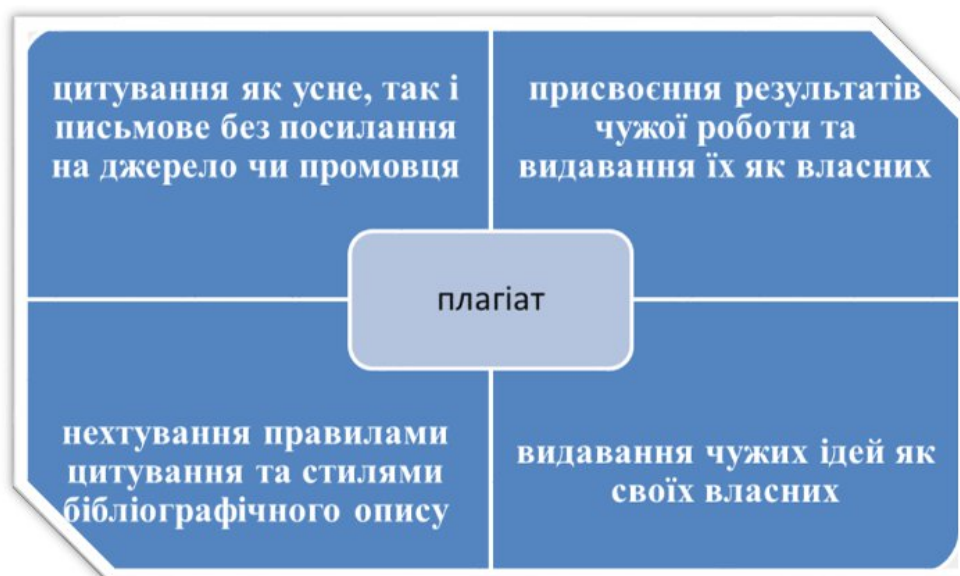 цитування як усне, так і
письмове без посилання
на джерело чи промовця
присвоєння результатів
чужої роботи та
видавання їх як власних
плагіат
нехтування правилами
цитування та стилями
бібліографічного опису
видавання чужих ідей як
своїх власних